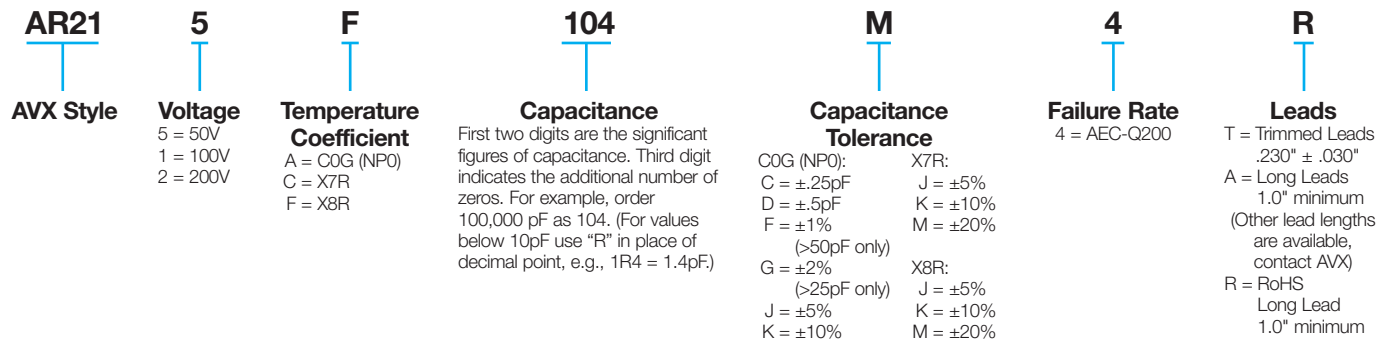 AR21 5 F 104 M 4 R
AVX Style
Voltage
5 = 50V
1 = 100V
2 = 200V
Temperature
Coefficient
A = C0G (NP0)
C = X7R
F = X8R
Capacitance
First two digits are the significant
figures of capacitance. Third digit
indicates the additional number of
zeros. For example, order
100,000 pF as 104. (For values
below 10pF use “R” in place of
decimal point, e.g., 1R4 = 1.4pF.)
Capacitance
Tolerance
C0G (NP0):
C = ±.25pF
D = ±.5pF
F = ±1%
(>50pF only)
G = ±2%
(>25pF only)
J = ±5%
K = ±10%
X7R:
J = ±5%
K = ±10%
M = ±20%
X8R:
J = ±5%
K = ±10%
M = ±20%
Failure Rate
4 = AEC-Q200
Leads
T = Trimmed Leads
.230" ± .030"
A = Long Leads
1.0" minimum
(Other lead lengths
are available,
contact AVX)
R = RoHS
Long Lead
1.0" minimum